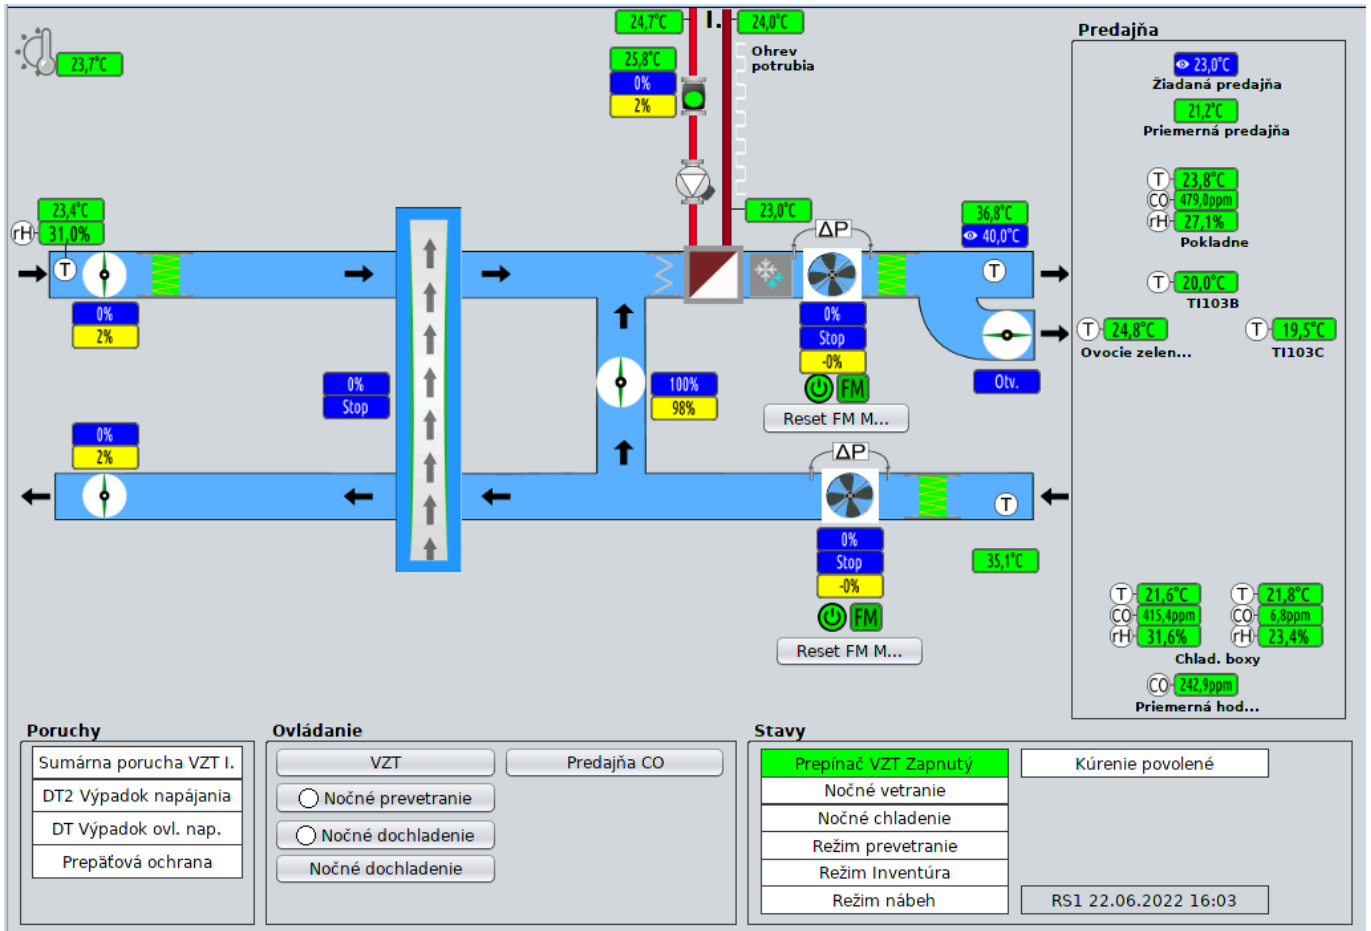 23,7°C
24,7°C
I.
24,0°C
25,8°C
0%
2%
Ohrev
potrubia
23,4°C
rH 31,0%
T
0%
2%
23,0°C
ΔP
36,8°C
40,0°C
T
0%
Stop
-0%
FM
Reset FM M...
Otv.
0%
Stop
100%
98%
0%
2%
ΔP
T
0%
Stop
-0%
FM
Reset FM M...
35,1°C
Predajňa
23,0°C
Žiadaná predajňa
21,2°C
Priemerná predajňa
T 23,8°C
CO 479,0ppm
rH 27,1%
Pokladne
T 20,0°C
TI103B
T 24,8°C
Ovocie zelen...
T 19,5°C
TI103C
T 21,6°C
CO 415,4ppm
rH 31,6%
T 21,8°C
CO 6,8ppm
rH 23,4%
Chlad. boxy
CO 242,9ppm
Priemerná hod...
Poruchy
Sumárna porucha VZT I.
DT2 Výpadok napájania
DT Výpadok ovl. nap.
Prepäťová ochrana
Ovládanie
VZT
Predajňa CO
Nočné prevetranie
Nočné dochladenie
Nočné dochladenie
Stavy
Prepínač VZT Zapnutý
Kúrenie povolené
Nočné vetranie
Nočné chladenie
Režim prevetranie
Režim Inventúra
Režim nábeh
RS1 22.06.2022 16:03